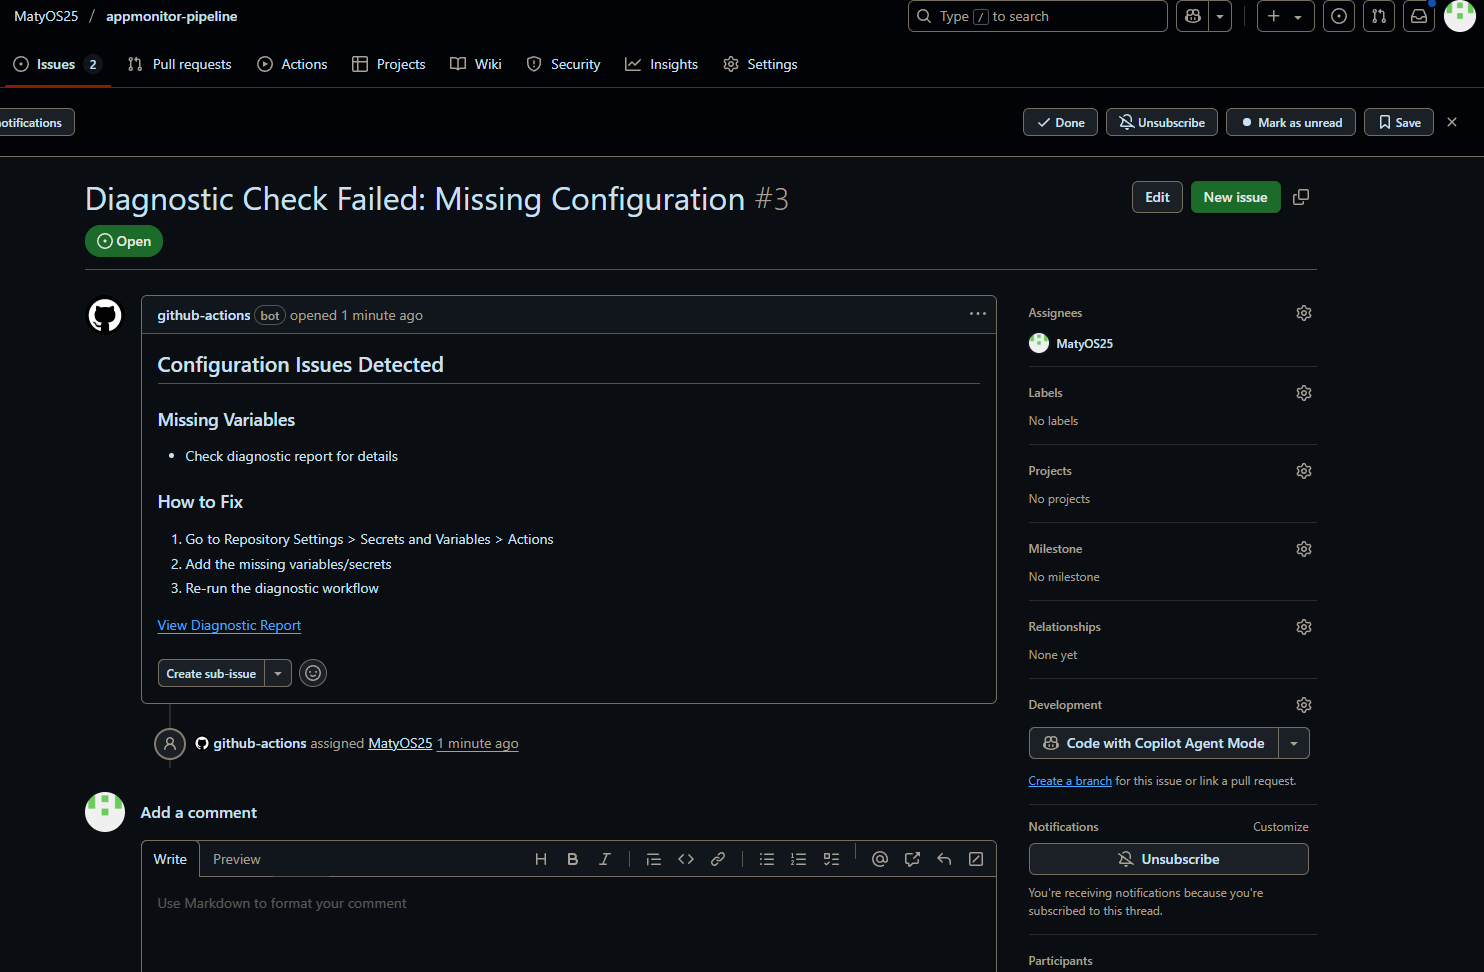 MatyOS25 / appmonitor-pipeline
Type / to search
Issues 2 Pull requests Actions Projects Wiki Security Insights Settings
otifications
Done Unsubscribe Mark as unread Save
Diagnostic Check Failed: Missing Configuration #3
Edit New issue
Open
github-actions bot opened 1 minute ago
Configuration Issues Detected
Missing Variables
• Check diagnostic report for details
How to Fix
1. Go to Repository Settings > Secrets and Variables > Actions
2. Add the missing variables/secrets
3. Re-run the diagnostic workflow
View Diagnostic Report
Create sub-issue
github-actions assigned MatyOS25 1 minute ago
Add a comment
Write Preview
Use Markdown to format your comment
Assignees
MatyOS25
Labels
No labels
Projects
No projects
Milestone
No milestone
Relationships
None yet
Development
Code with Copilot Agent Mode
Create a branch for this issue or link a pull request.
Notifications Customize
Unsubscribe
You're receiving notifications because you're
subscribed to this thread.
Participants